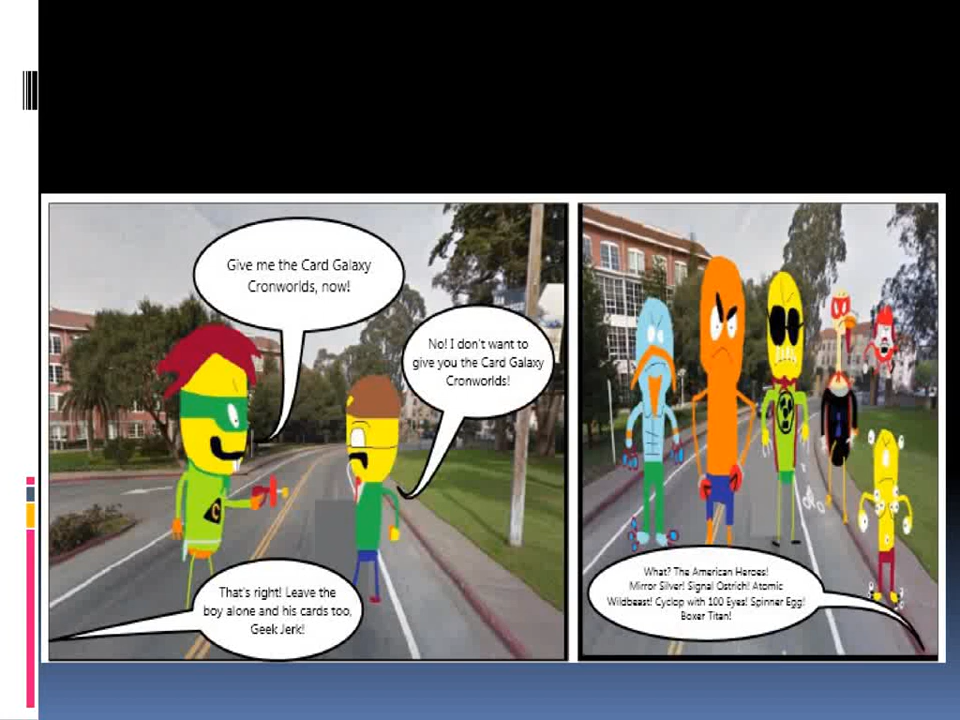 Give me the Card Galaxy
Cronworlds, now!
No! I don't want to
give you the Card Galaxy
Cronworlds!
C
That's right! Leave the
boy alone and his cards too,
Geek Jerk!
What? The American Heroes!
Mirror Silver! Signal Ostrich! Atomic
Wildbeast! Cyclop with 100 Eyes! Spinner Egg!
Boxer Titan!